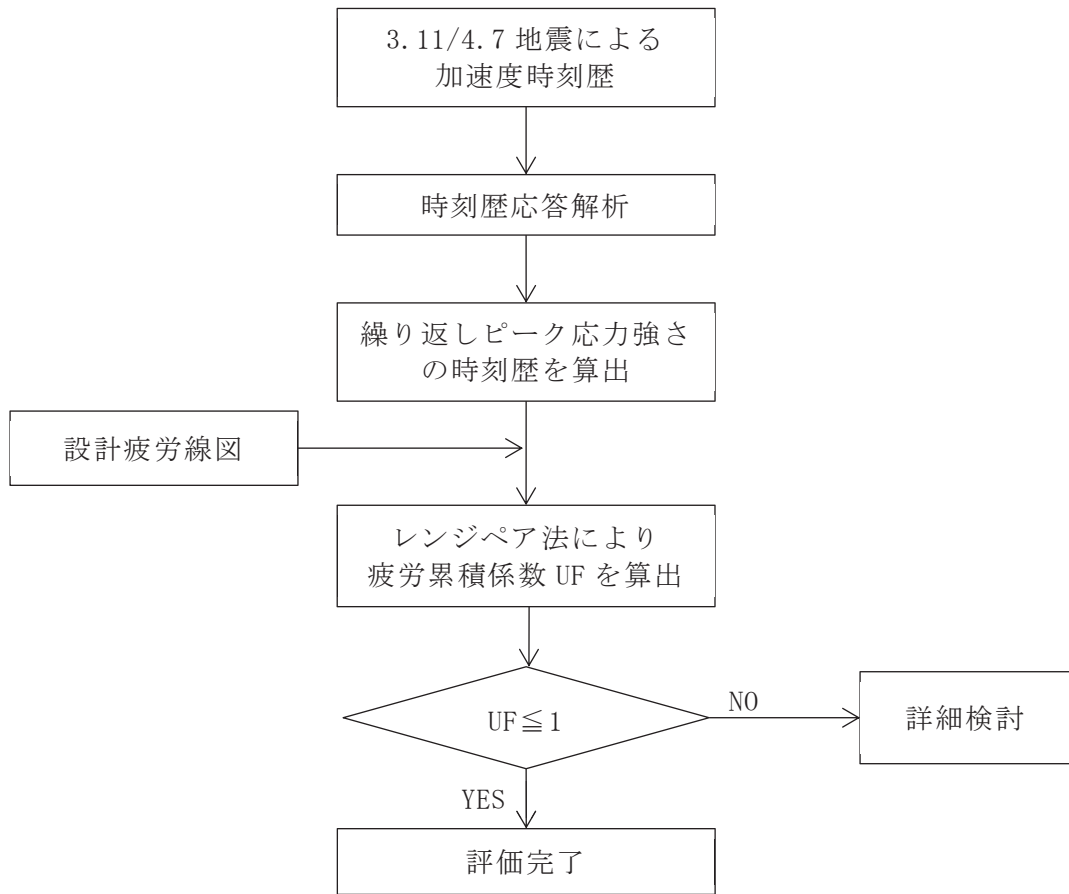 3.11/4.7 地震による
加速度時刻歴
時刻歴応答解析
繰り返しピーク応力強さ
の時刻歴を算出
設計疲労線図
レンジペア法により
疲労累積係数 UF を算出
UF≦1
NO
詳細検討
YES
評価完了